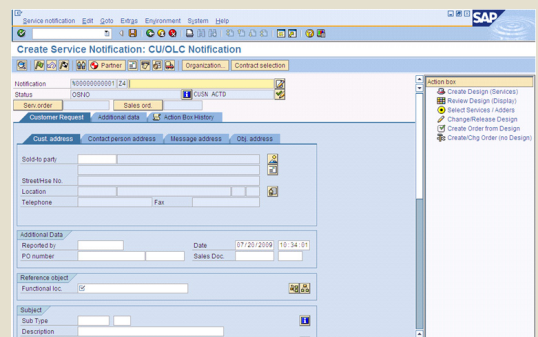 Service notification Edit Goto Extras Environment System Help
SAP
Create Service Notification: CU/OLC Notification
Partner Organization... Contract selection
Notification %00000000001 Z4
Status OSNO CUSN ACTD
Serv.order Sales ord.
Customer Request Additional data Action Box History
Cust. address Contact person address Message address Obj. address
Sold-to party
Street/Hse No.
Location
Telephone Fax
Additional Data
Reported by Date 07/20/2009 16:34:01
PO number Sales Doc.
Reference object
Functional loc.
Subject
Sub Type
Description
Action box
Create Design (Services)
Review Design (Display)
Select Services / Adders
Change/Release Design
Create Order from Design
Create/Chg Order (no Design)